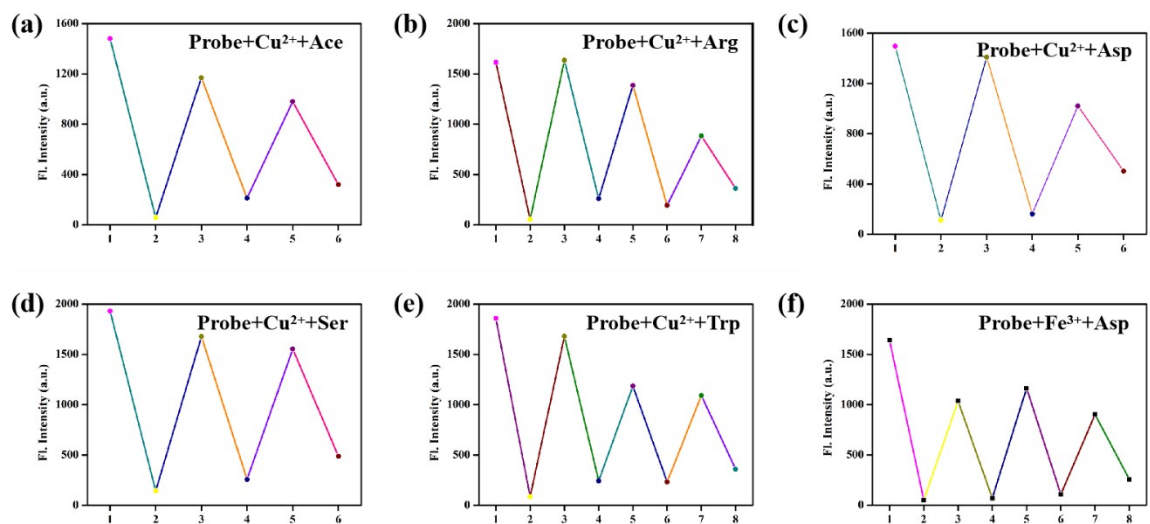 (a)
Probe+Cu²⁺+Ace
Fl. Intensity (a.u.)
1600
1200
800
400
0
1 2 3 4 5 6
(b)
Probe+Cu²⁺+Arg
Fl. Intensity (a.u.)
2000
1500
1000
500
0
1 2 3 4 5 6 7 8
(c)
Probe+Cu²⁺+Asp
Fl. Intensity (a.u.)
1600
1200
800
400
0
1 2 3 4 5 6
(d)
Probe+Cu²⁺+Ser
Fl. Intensity (a.u.)
2000
1500
1000
500
0
1 2 3 4 5 6
(e)
Probe+Cu²⁺+Trp
Fl. Intensity (a.u.)
2000
1500
1000
500
0
1 2 3 4 5 6 7 8
(f)
Probe+Fe³⁺+Asp
Fl. Intensity (a.u.)
2000
1500
1000
500
0
1 2 3 4 5 6 7 8